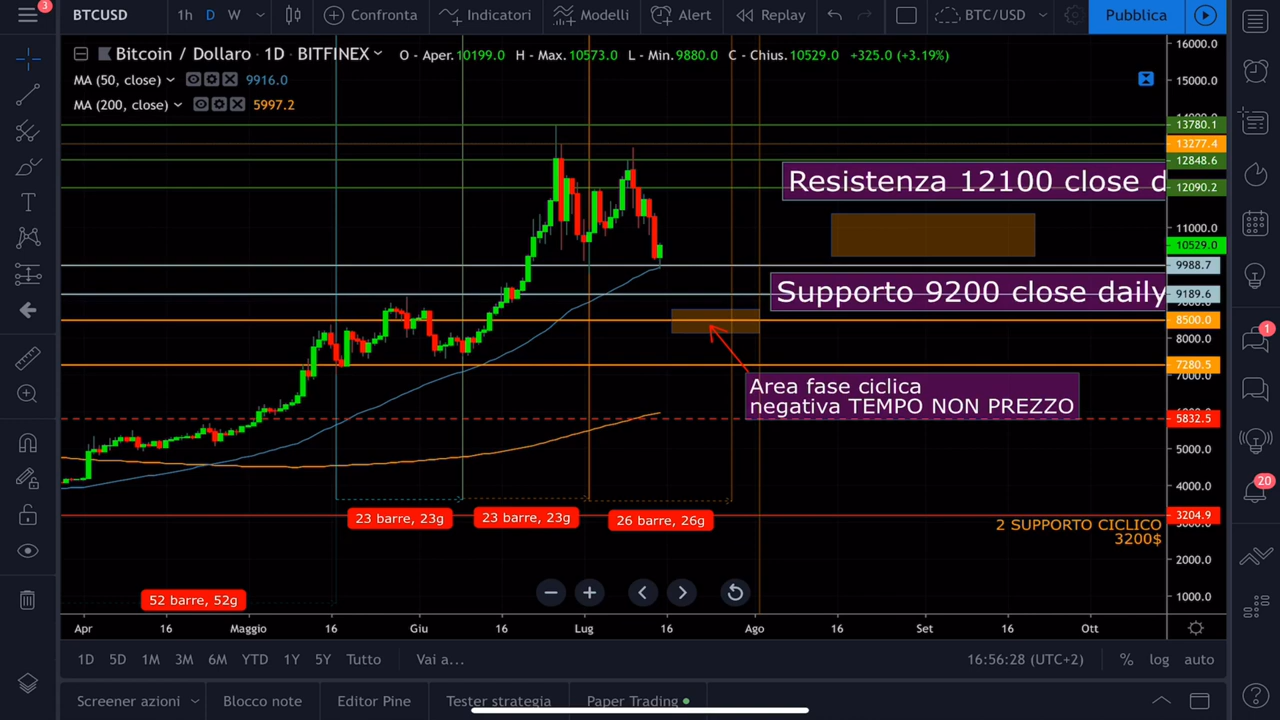 3
BTCUSD
1h D W
Confronta
Indicatori
Modelli
Alert
Replay
BTC/USD
Pubblica
Bitcoin / Dollaro · 1D · BITFINEX
O - Aper.10199.0 H - Max.10573.0 L - Min.9880.0 C - Chius.10529.0 +325.0 (+3.19%)
MA (50, close) 9916.0
MA (200, close) 5997.2
16000.0
15000.0
13780.1
13277.4
12848.6
12090.2
11000.0
10529.0
9988.7
9189.6
8500.0
8000.0
7280.5
7000.0
5832.5
5000.0
4000.0
3204.9
3000.0
2000.0
1000.0
Resistenza 12100 close d
Supporto 9200 close daily
Area fase ciclica
negativa TEMPO NON PREZZO
23 barre, 23g
23 barre, 23g
26 barre, 26g
2 SUPPORTO CICLICO
3200$
52 barre, 52g
Apr 16 Maggio 16 Giu 16 Lug 16 Ago 16 Set 16 Ott
1D 5D 1M 3M 6M YTD 1Y 5Y Tutto Vai a...
16:56:28 (UTC+2) % log auto
Screener azioni Blocco note Editor Pine Tester strategia Paper Trading
1
20